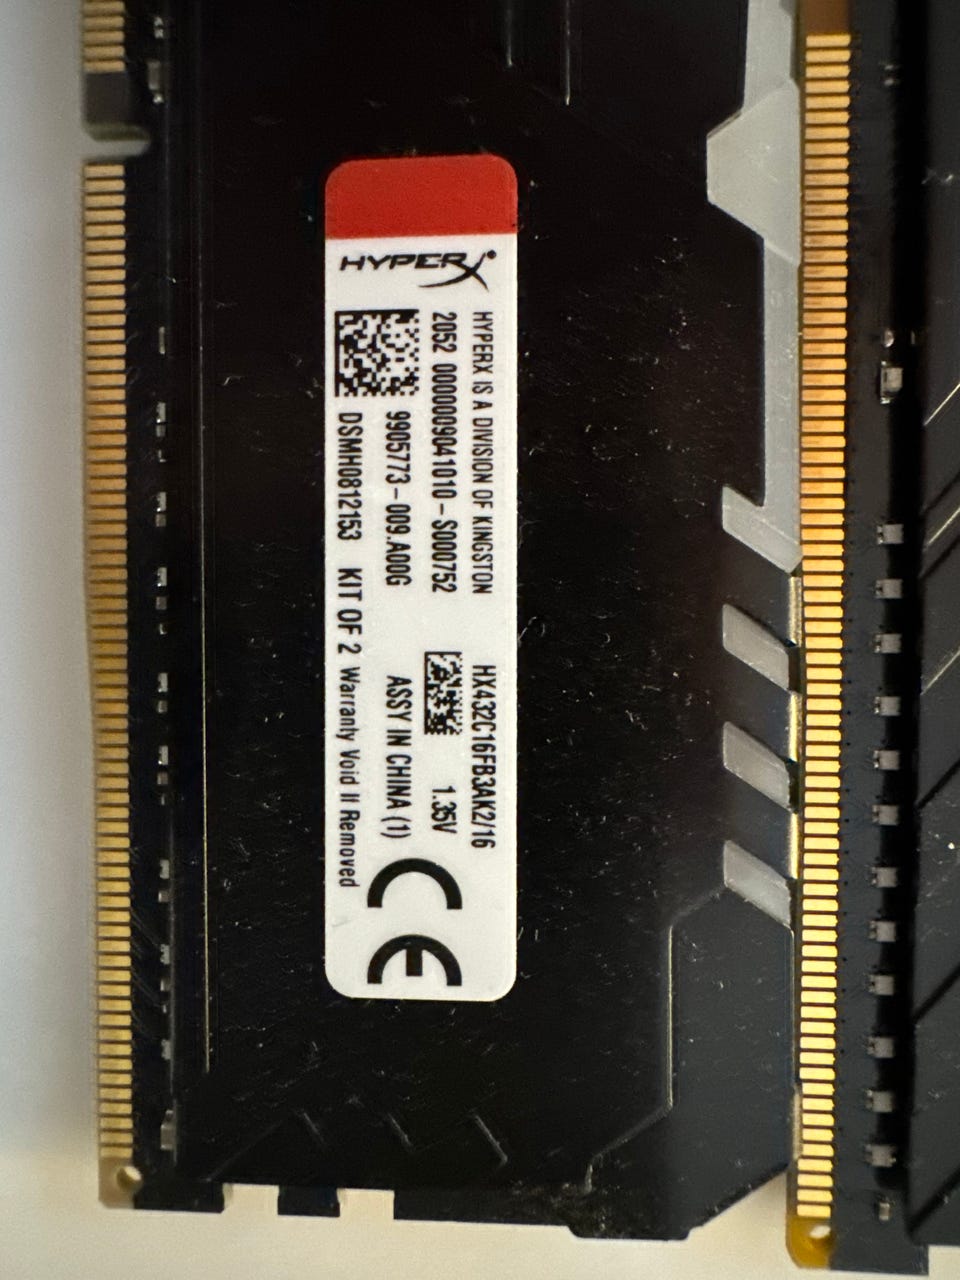 HYPERX
HYPERX IS A DIVISION OF KINGSTON
HX432C16FB3AK2/16
2052 000009041010-S000752
1.35V
9905773-009.A00G
ASSY IN CHINA (1)
DSMH0812153
KIT OF 2 Warranty Void If Removed
CE